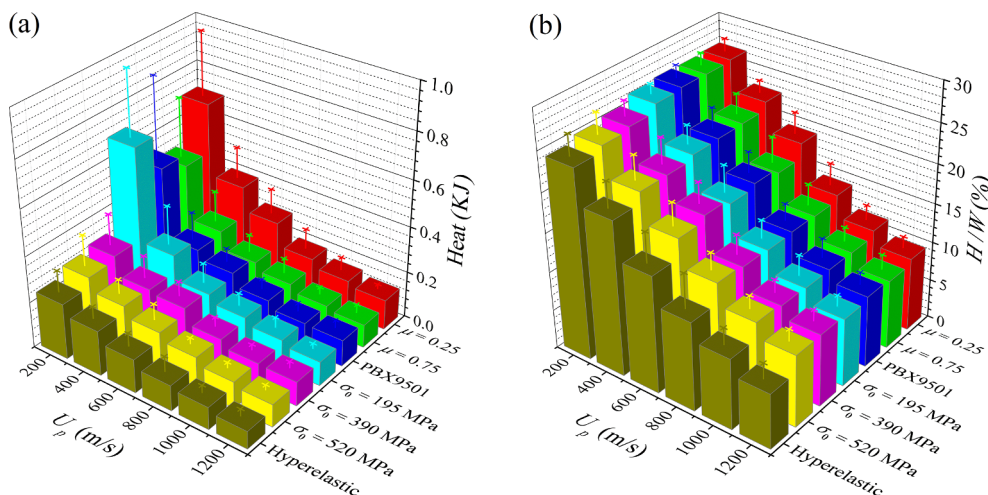 (a)
1.0
0.8
0.6
0.4
0.2
0.0
Heat (KJ)
μ = 0.25
μ = 0.75
PBX9501
σ₀ = 195 MPa
σ₀ = 390 MPa
σ₀ = 520 MPa
Hyperelastic
200
400
600
800
1000
1200
U_p (m/s)
(b)
30
25
20
15
10
5
0
H/W (%)
μ = 0.25
μ = 0.75
PBX9501
σ₀ = 195 MPa
σ₀ = 390 MPa
σ₀ = 520 MPa
Hyperelastic
200
400
600
800
1000
1200
U_p (m/s)